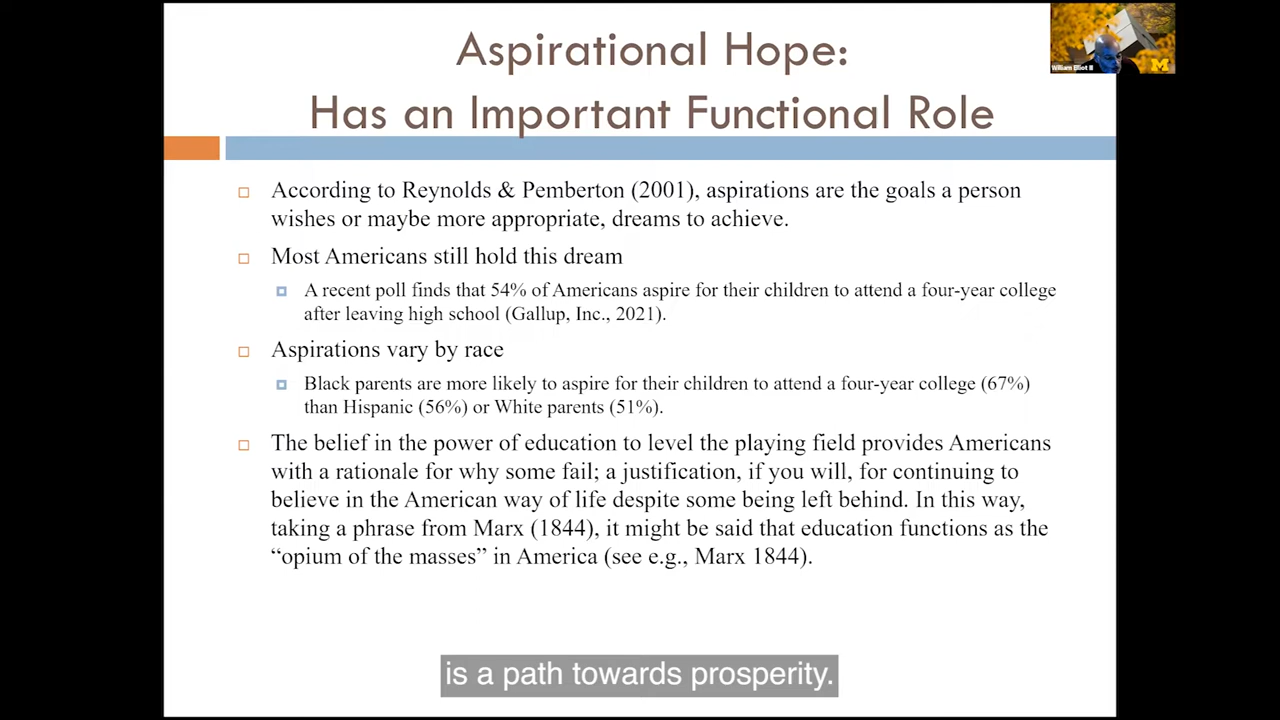 Aspirational Hope:
Has an Important Functional Role
William Elliot II
M
According to Reynolds & Pemberton (2001), aspirations are the goals a person
wishes or maybe more appropriate, dreams to achieve.
Most Americans still hold this dream
A recent poll finds that 54% of Americans aspire for their children to attend a four-year college
after leaving high school (Gallup, Inc., 2021).
Aspirations vary by race
Black parents are more likely to aspire for their children to attend a four-year college (67%)
than Hispanic (56%) or White parents (51%).
The belief in the power of education to level the playing field provides Americans
with a rationale for why some fail; a justification, if you will, for continuing to
believe in the American way of life despite some being left behind. In this way,
taking a phrase from Marx (1844), it might be said that education functions as the
“opium of the masses” in America (see e.g., Marx 1844).
is a path towards prosperity.